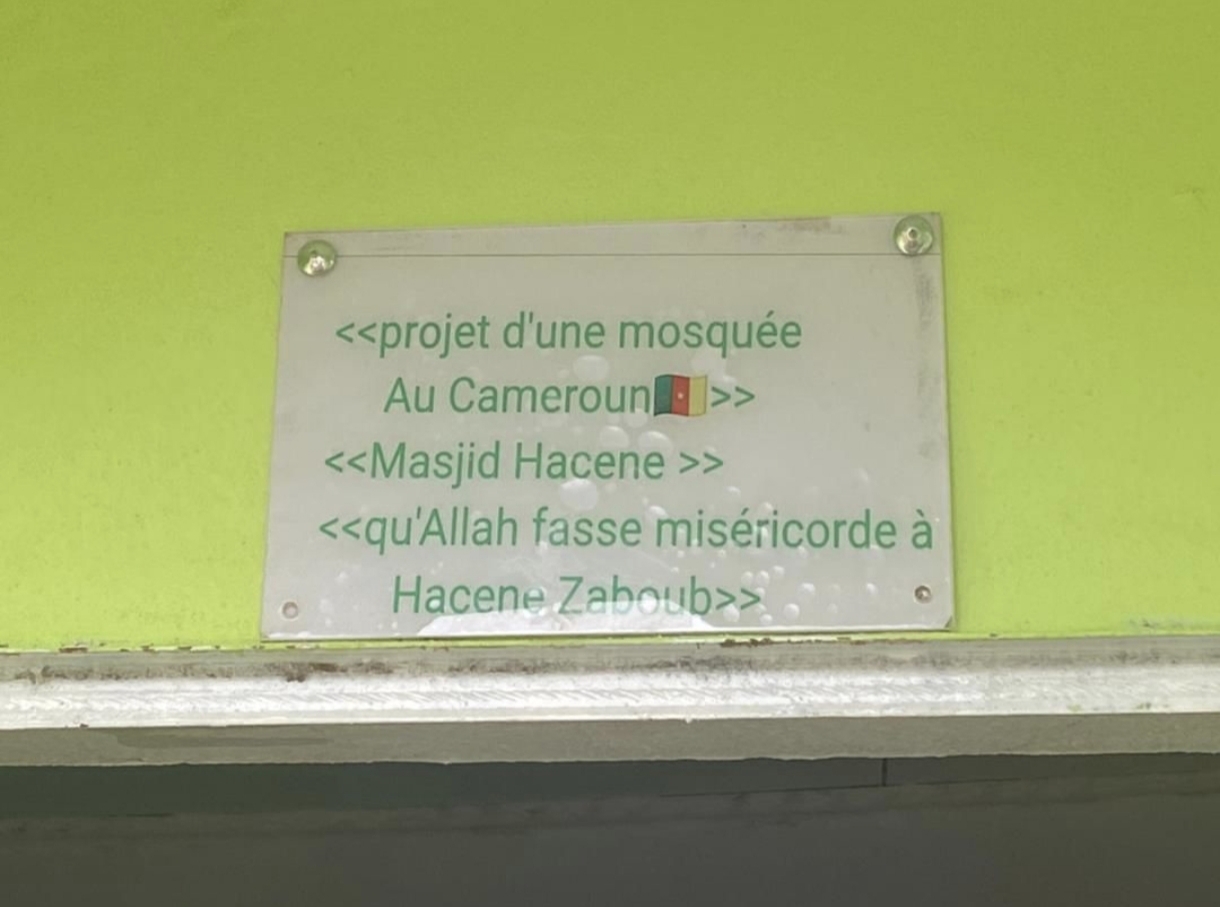 <<projet d'une mosquée
Au Cameroun🇨🇲>>
<<Masjid Hacene >>
<<qu'Allah fasse miséricorde à
Hacene Zaboub>>